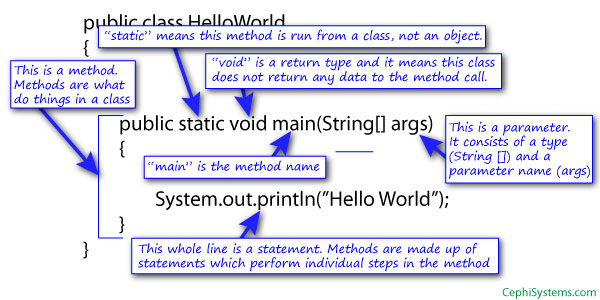 public class HelloWorld
{
"static" means this method is run from a class, not an object.
"void" is a return type and it means this class
does not return any data to the method call.
This is a method.
Methods are what
do things in a class
public static void main(String[] args)
{
"main" is the method name
This is a parameter.
It consists of a type
(String []) and a
parameter name (args)
System.out.println("Hello World");
}
}
This whole line is a statement. Methods are made up of
statements which perform individual steps in the method
CephiSystems.com